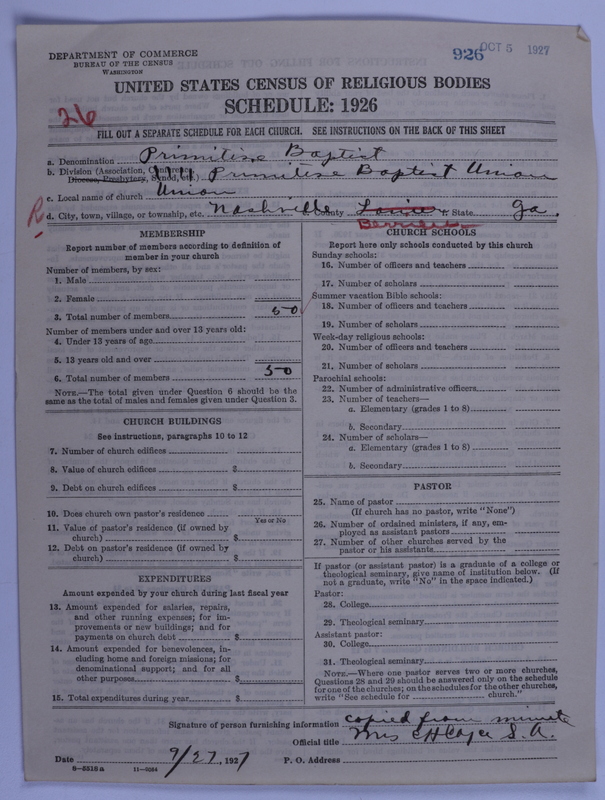 DEPARTMENT OF COMMERCE
BUREAU OF THE CENSUS
WASHINGTON
926 OCT 5 1927
UNITED STATES CENSUS OF RELIGIOUS BODIES
SCHEDULE: 1926
26
FILL OUT A SEPARATE SCHEDULE FOR EACH CHURCH. SEE INSTRUCTIONS ON THE BACK OF THIS SHEET
a. Denomination Primitive Baptist
b. Division (Association, Conference, Diocese, Presbytery, Synod, etc.) Primitive Baptist Union
c. Local name of church Union
R d. City, town, village, or township, etc. Nashville County Lanier State Ga.
Berrien
MEMBERSHIP
Report number of members according to definition of
member in your church
Number of members, by sex:
1. Male
2. Female
3. Total number of members 50
Number of members under and over 13 years old:
4. Under 13 years of age
5. 13 years old and over
6. Total number of members 50
NOTE.—The total given under Question 6 should be the
same as the total of males and females given under Question 3.
CHURCH BUILDINGS
See instructions, paragraphs 10 to 12
7. Number of church edifices
8. Value of church edifices $
9. Debt on church edifices $
10. Does church own pastor's residence
Yes or No
11. Value of pastor's residence (if owned by
church) $
12. Debt on pastor's residence (if owned by
church) $
EXPENDITURES
Amount expended by your church during last fiscal year
13. Amount expended for salaries, repairs,
and other running expenses; for im-
provements or new buildings; and for
payments on church debt $
14. Amount expended for benevolences, in-
cluding home and foreign missions; for
denominational support; and for all
other purposes $
15. Total expenditures during year $
CHURCH SCHOOLS
Report here only schools conducted by this church
Sunday schools:
16. Number of officers and teachers
17. Number of scholars
Summer vacation Bible schools:
18. Number of officers and teachers
19. Number of scholars
Week-day religious schools:
20. Number of officers and teachers
21. Number of scholars
Parochial schools:
22. Number of administrative officers
23. Number of teachers—
a. Elementary (grades 1 to 8)
b. Secondary
24. Number of scholars—
a. Elementary (grades 1 to 8)
b. Secondary
PASTOR
25. Name of pastor
(If church has no pastor, write "None")
26. Number of ordained ministers, if any, em-
ployed as assistant pastors
27. Number of other churches served by the
pastor or his assistants
If pastor (or assistant pastor) is a graduate of a college or
theological seminary, give name of institution below. (If
not a graduate, write "No" in the space indicated.)
Pastor:
28. College
29. Theological seminary
Assistant pastor:
30. College
31. Theological seminary
NOTE.—Where one pastor serves two or more churches,
Questions 28 and 29 should be answered only on the schedule
for one of the churches; on the schedules for the other churches,
write "See schedule for church."
Signature of person furnishing information copied from minute
Official title Mrs S. A.
Date 9/27, 1927 P. O. Address
8-5518a 11-9064